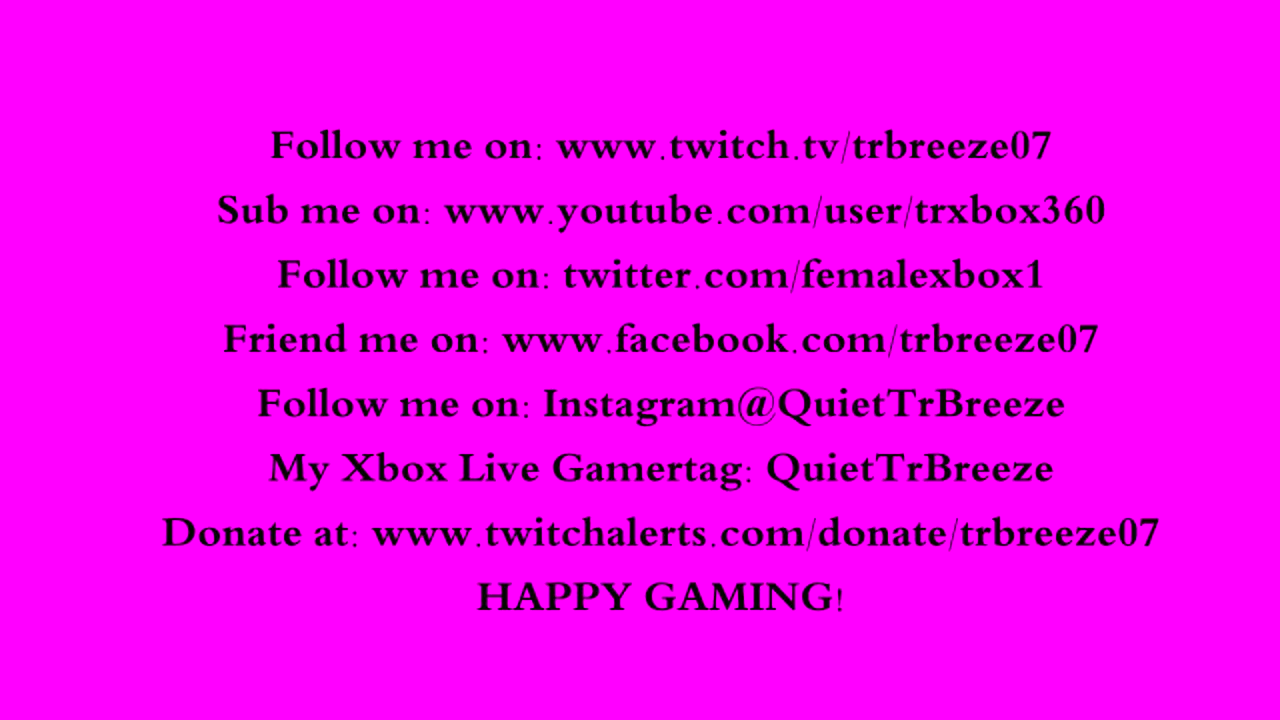 Follow me on: www.twitch.tv/trbreeze07
Sub me on: www.youtube.com/user/trxbox360
Follow me on: twitter.com/femalexbox1
Friend me on: www.facebook.com/trbreeze07
Follow me on: Instagram@QuietTrBreeze
My Xbox Live Gamertag: QuietTrBreeze
Donate at: www.twitchalerts.com/donate/trbreeze07
HAPPY GAMING!